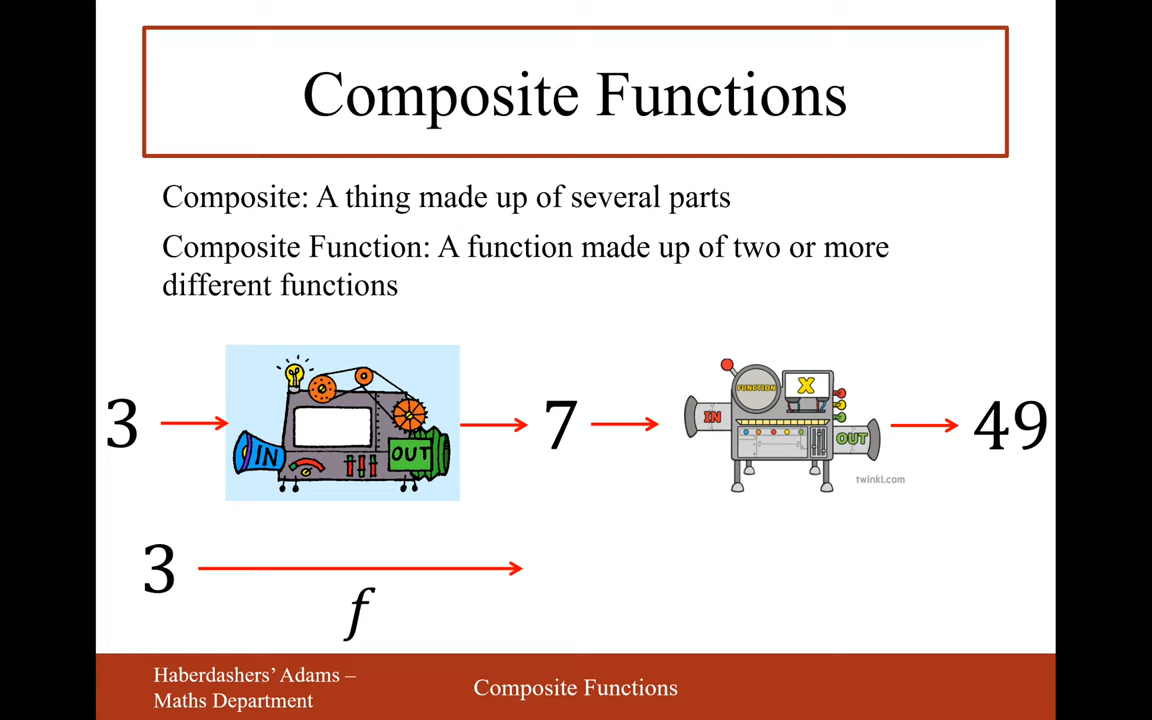 Composite Functions
Composite: A thing made up of several parts
Composite Function: A function made up of two or more
different functions
3
IN
OUT
7
FUNCTION
X
IN
OUT
twinkl.com
49
3
f
Haberdashers’ Adams –
Maths Department
Composite Functions